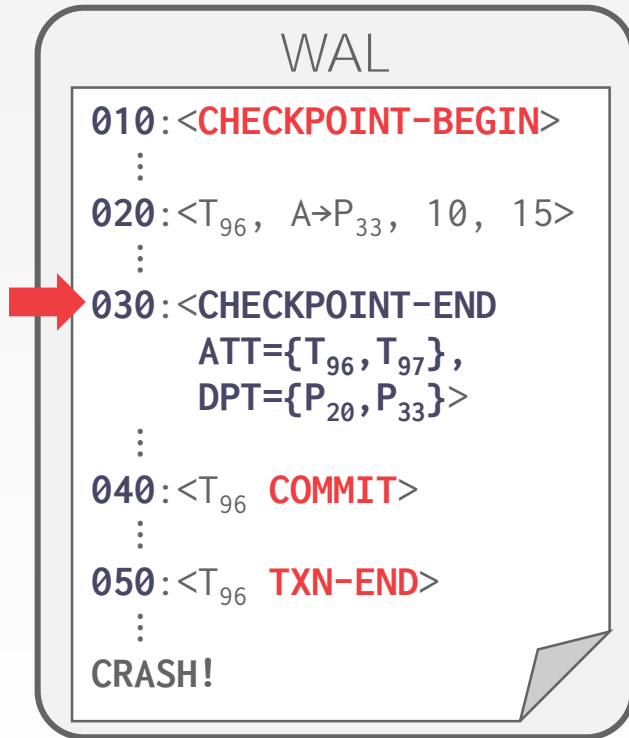 WAL
010:<CHECKPOINT-BEGIN>
⋮
020:<T₉₆, A→P₃₃, 10, 15>
⋮
030:<CHECKPOINT-END
ATT={T₉₆,T₉₇},
DPT={P₂₀,P₃₃}>
⋮
040:<T₉₆ COMMIT>
⋮
050:<T₉₆ TXN-END>
⋮
CRASH!